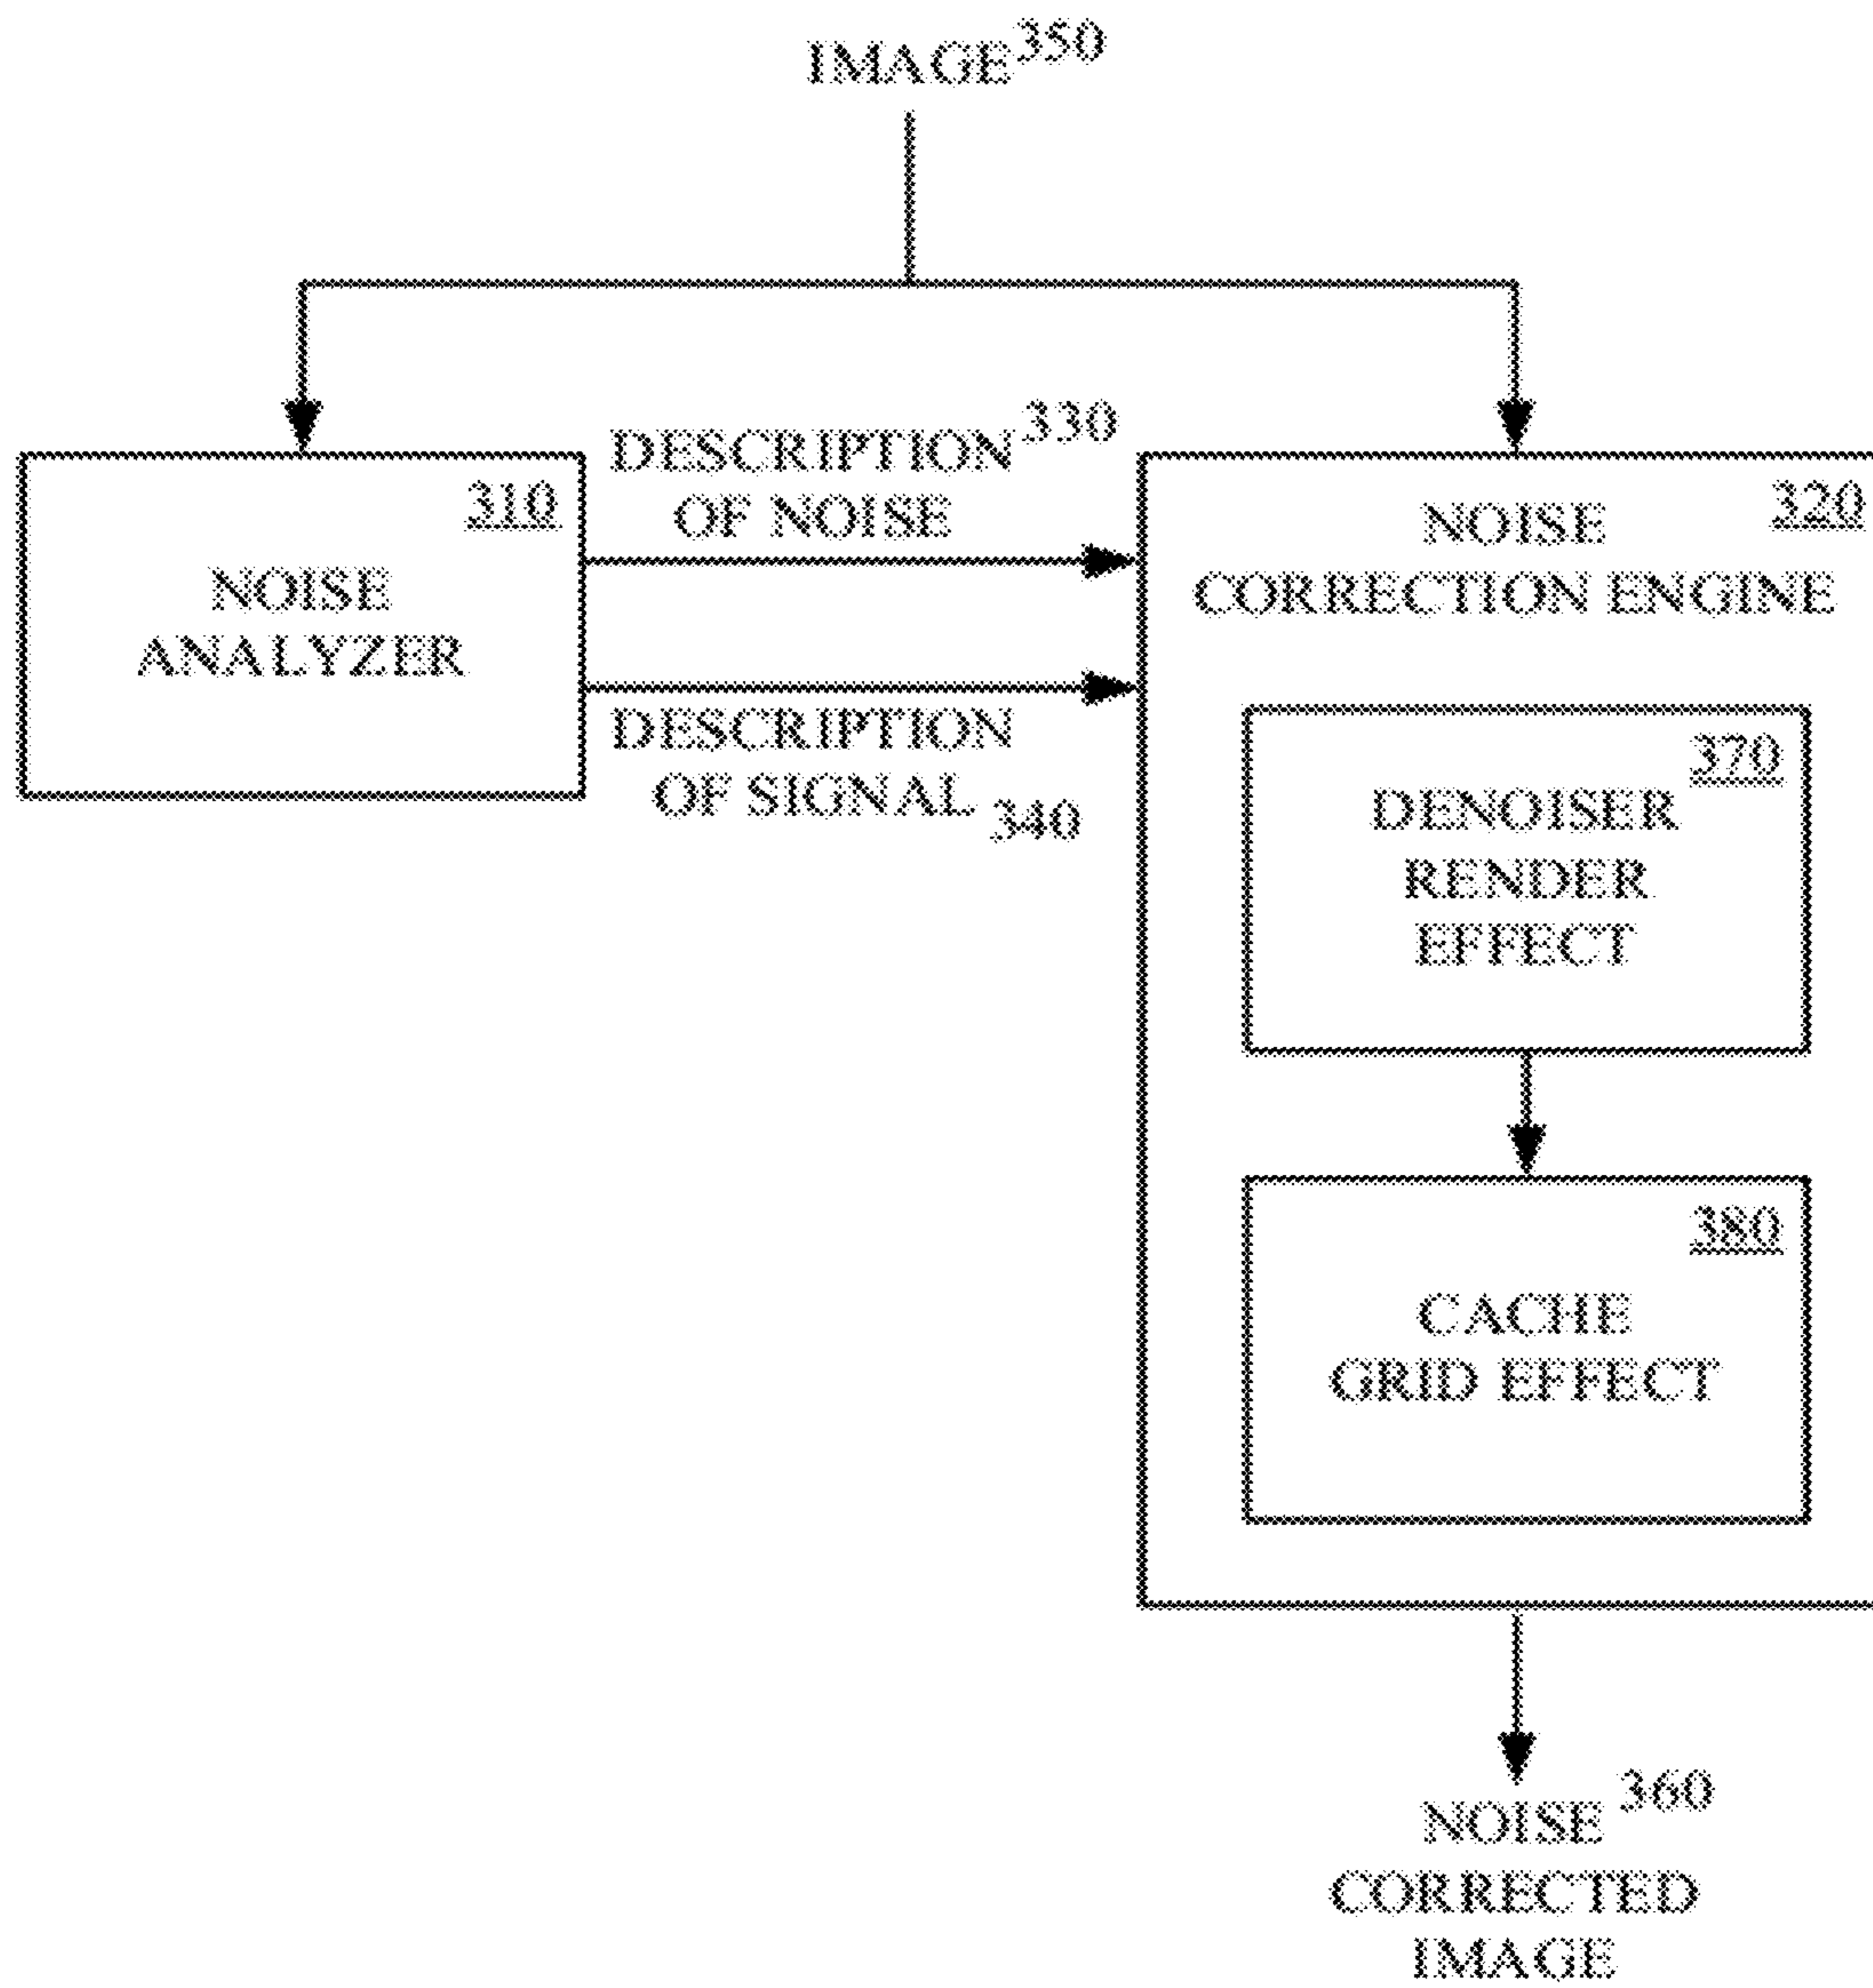 IMAGE 350
DESCRIPTION 330
OF NOISE
310
NOISE
ANALYZER
DESCRIPTION
OF SIGNAL 340
320
NOISE
CORRECTION ENGINE
370
DENOISER
RENDER
EFFECT
380
CACHE
GRID EFFECT
NOISE 360
CORRECTED
IMAGE